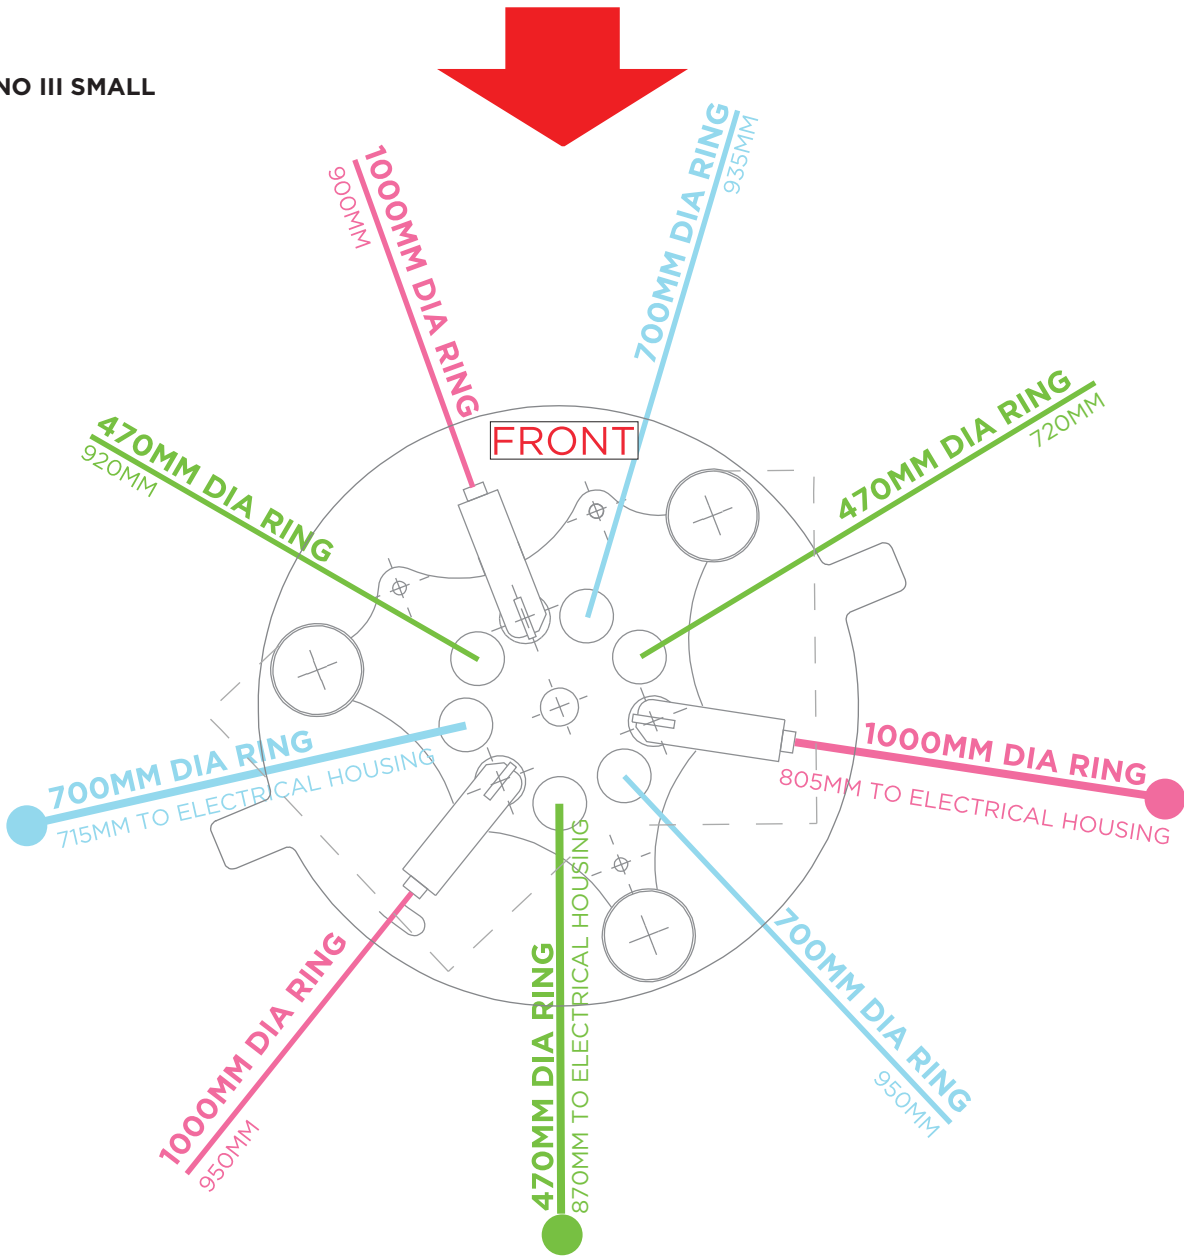 NO III SMALL
1000MM DIA RING
900MM
700MM DIA RING
935MM
470MM DIA RING
720MM
470MM DIA RING
920MM
FRONT
700MM DIA RING
715MM TO ELECTRICAL HOUSING
1000MM DIA RING
805MM TO ELECTRICAL HOUSING
1000MM DIA RING
950MM
470MM DIA RING
870MM TO ELECTRICAL HOUSING
700MM DIA RING
950MM